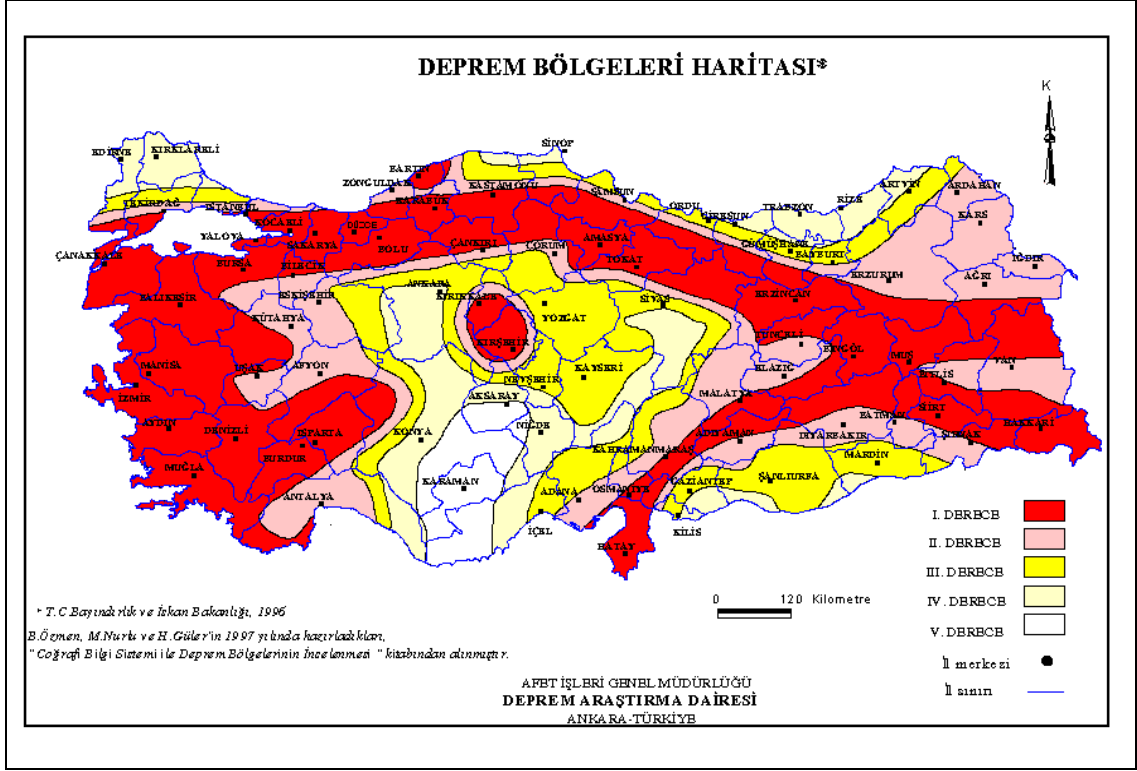 DEPREM BÖLGELERİ HARİTASI*
K
SİNOP
EDİRNE
KIRKLARELİ
BARTIN
ZONGULDAK
KASTAMONU
KARABÜK
SAMSUN
ARTVİN
ARDAHAN
TEKİRDAĞ
İSTANBUL
ORDU
GİRESUN
TRABZON
RİZE
KARS
KOCAELİ
SAKARYA
DÜZCE
YALOVA
BOLU
ÇANKIRI
ÇORUM
AMASYA
GÜMÜŞHANE
BAYBURT
ÇANAKKALE
BURSA
BİLECİK
TOKAT
ERZURUM
AĞRI
IĞDIR
BALIKESİR
ESKİŞEHİR
ANKARA
KIRIKKALE
SİVAS
ERZİNCAN
KÜTAHYA
YOZGAT
TUNCELİ
BİNGÖL
MUŞ
KIRŞEHİR
MANİSA
UŞAK
AFYON
NEVŞEHİR
KAYSERİ
ELAZIĞ
BİTLİS
VAN
İZMİR
AKSARAY
MALATYA
AYDIN
DENİZLİ
ISPARTA
KONYA
NİĞDE
ADIYAMAN
DİYARBAKIR
BATMAN
SİİRT
ŞIRNAK
HAKKARİ
BURDUR
KAHRAMANMARAŞ
MARDİN
MUĞLA
KARAMAN
ADANA
OSMANİYE
GAZİANTEP
ŞANLIURFA
ANTALYA
İÇEL
KİLİS
HATAY
I. DERECE
II. DERECE
III. DERECE
IV. DERECE
V. DERECE
İl merkezi
İl sınırı
0 120 Kilometre
* T.C.Bayındırlık ve İskan Bakanlığı, 1996
B.Özmen, M.Nurlu ve H.Güler'in 1997 yılında hazırladıkları,
" Coğrafi Bilgi Sistemi ile Deprem Bölgelerinin İncelenmesi " kitabından alınmıştır.
AFET İŞLERİ GENEL MÜDÜRLÜĞÜ
DEPREM ARAŞTIRMA DAİRESİ
ANKARA-TÜRKİYE